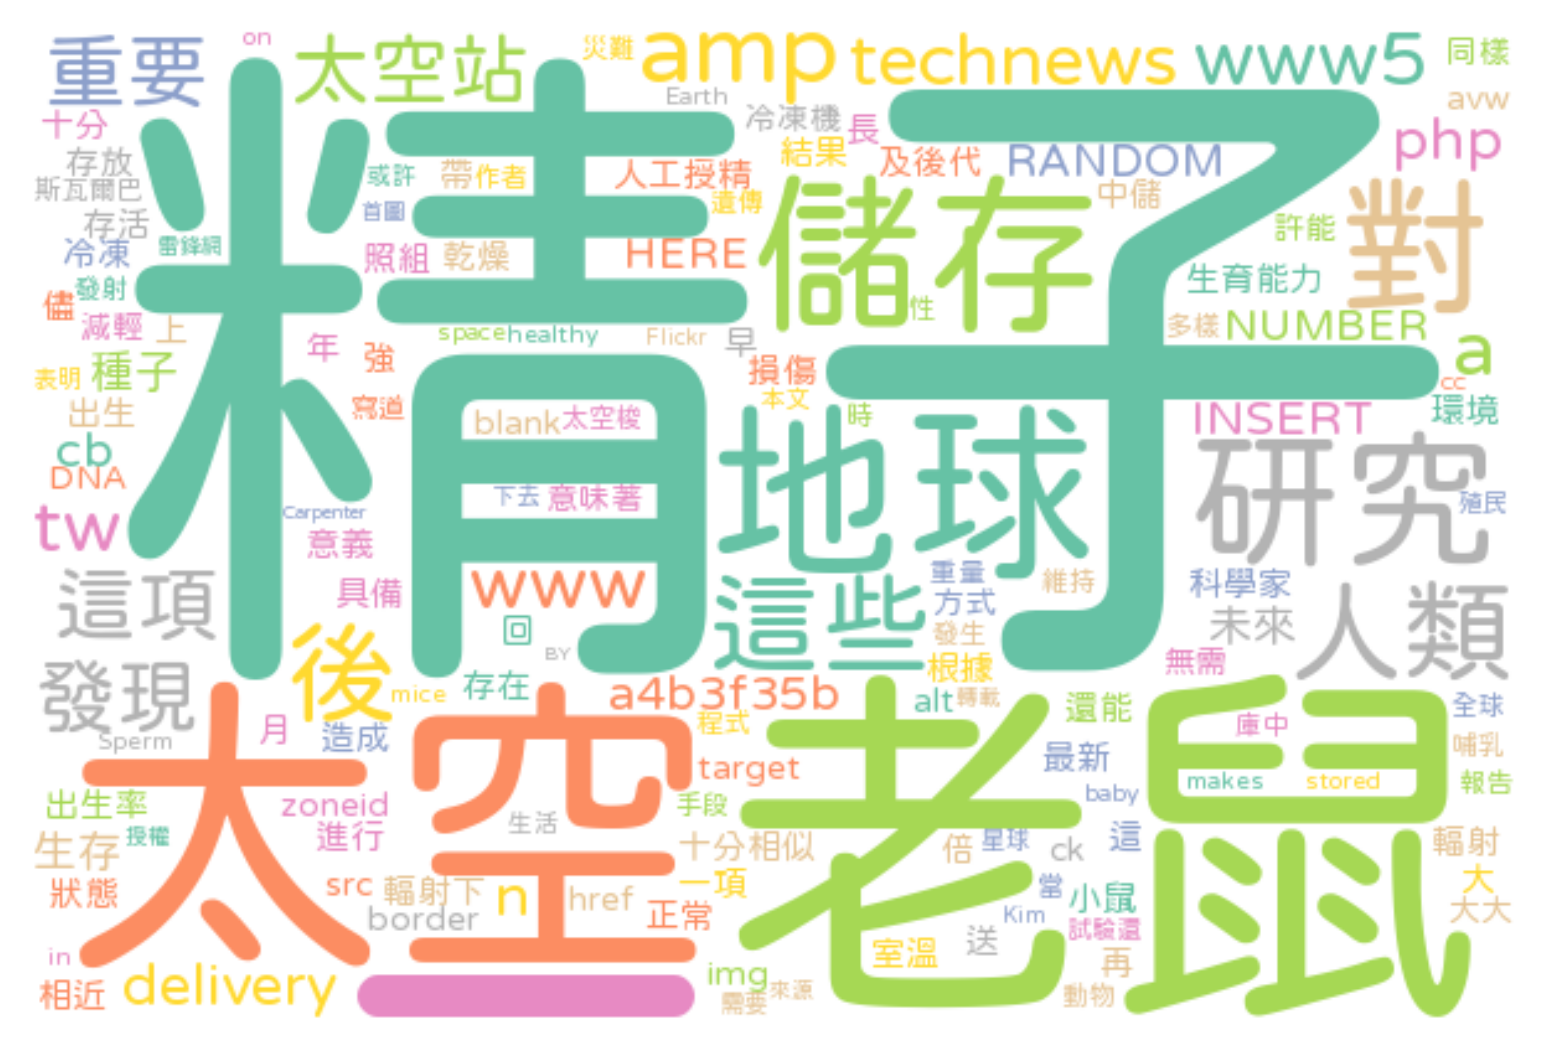 重要
on
太空站
災難
amp
technews
www5
同樣
Earth
avw
十分
冷凍機
長
php
結果
及後代
RANDOM
存放
或許
帶
作者
人工授精
中儲
斯瓦爾巴
遺傳
首圖
存活
許能
對
精子
儲存
冷凍
雷鋒網
照組
乾燥
HERE
生育能力
發射
儘
性
減輕
上
space
healthy
Flickr
早
多樣
NUMBER
年
強
a
表明
種子
損傷
cc
本文
出生
寫道
blank
太空梭
時
INSERT
環境
cb
DNA
地球
研究
下去
意味著
殖民
Carpenter
tw
意義
這項
具備
www
這些
重量
方式
維持
科學家
人類
回
發生
未來
BY
後
根據
無需
發現
mice
存在
a4b3f35b
alt
轉載
還能
全球
月
造成
程式
庫中
Sperm
哺乳
太空
老鼠
target
最新
makes
stored
報告
出生率
zoneid
手段
baby
授權
進行
生活
生存
十分相似
倍
星球
ck
這
輻射
狀態
src
輻射下
n
href
一項
當
小鼠
大
border
正常
Kim
大大
試驗還
in
室溫
送
再
相近
delivery
一
img
需要
來源
動物